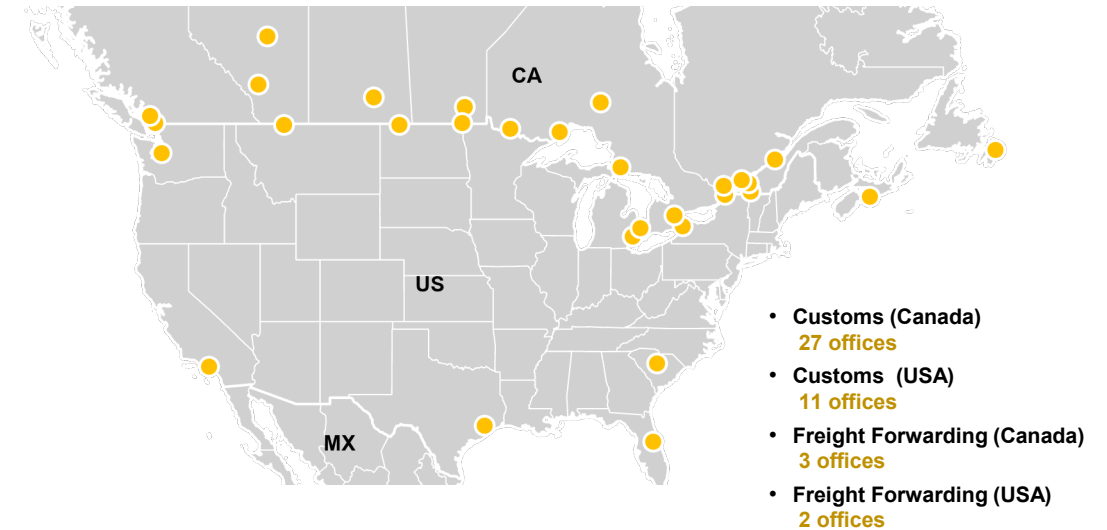 CA
US
MX
• Customs (Canada)
27 offices
• Customs (USA)
11 offices
• Freight Forwarding (Canada)
3 offices
• Freight Forwarding (USA)
2 offices